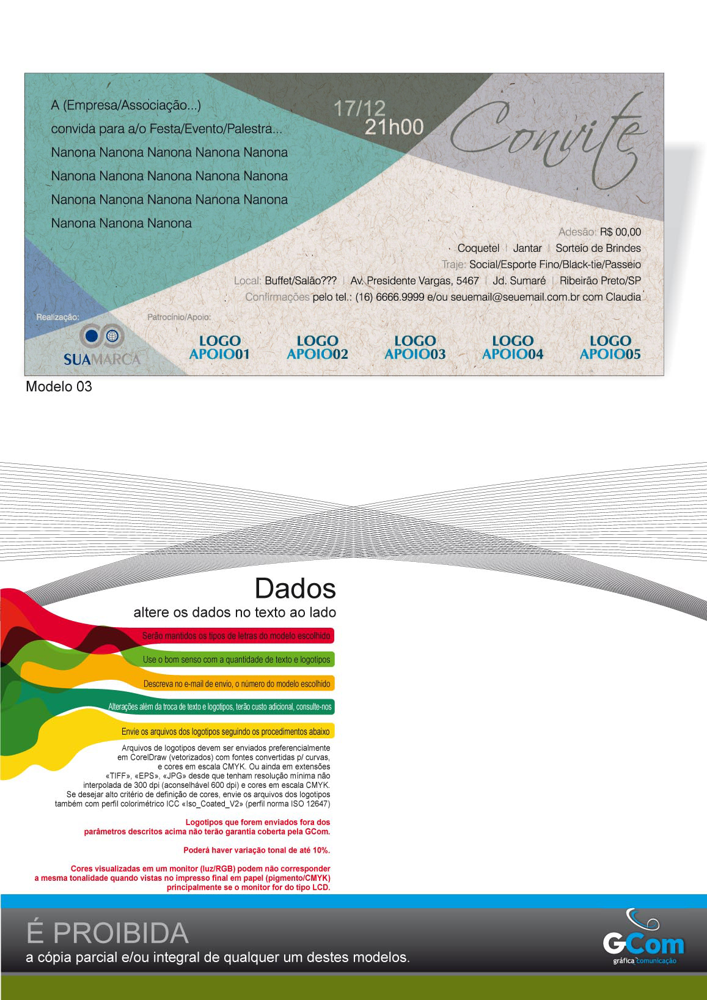 A (Empresa/Associação...)
convida para a/o Festa/Evento/Palestra...
Nanona Nanona Nanona Nanona Nanona
Nanona Nanona Nanona Nanona Nanona
Nanona Nanona Nanona Nanona Nanona
Nanona Nanona Nanona
17/12
21h00
Convite
Adesão: R$ 00,00
Coquetel | Jantar | Sorteio de Brindes
Traje: Social/Esporte Fino/Black-tie/Passeio
Local: Buffet/Salão??? | Av. Presidente Vargas, 5467 | Jd. Sumaré | Ribeirão Preto/SP
Confirmações pelo tel.: (16) 6666.9999 e/ou seuemail@seuemail.com.br com Claudia
Realização:
SUAMARCA
Patrocínio/Apoio:
LOGO
APOIO01
LOGO
APOIO02
LOGO
APOIO03
LOGO
APOIO04
LOGO
APOIO05
Modelo 03
Dados
altere os dados no texto ao lado
Serão mantidos os tipos de letras do modelo escolhido
Use o bom senso com a quantidade de texto e logotipos
Descreva no e-mail de envio, o número do modelo escolhido
Alterações além da troca de texto e logotipos, terão custo adicional, consulte-nos
Envie os arquivos dos logotipos seguindo os procedimentos abaixo
Arquivos de logotipos devem ser enviados preferencialmente
em CorelDraw (vetorizados) com fontes convertidas p/ curvas,
e cores em escala CMYK. Ou ainda em extensões
«TIFF», «EPS», «JPG» desde que tenham resolução mínima não
interpolada de 300 dpi (aconselhável 600 dpi) e cores em escala CMYK.
Se desejar alto critério de definição de cores, envie os arquivos dos logotipos
também com perfil colorimétrico ICC «Iso_Coated_V2» (perfil norma ISO 12647)
Logotipos que forem enviados fora dos
parâmetros descritos acima não terão garantia coberta pela GCom.
Poderá haver variação tonal de até 10%.
Cores visualizadas em um monitor (luz/RGB) podem não corresponder
a mesma tonalidade quando vistas no impresso final em papel (pigmento/CMYK)
principalmente se o monitor for do tipo LCD.
É PROIBIDA
a cópia parcial e/ou integral de qualquer um destes modelos.
GCom
gráfica comunicação